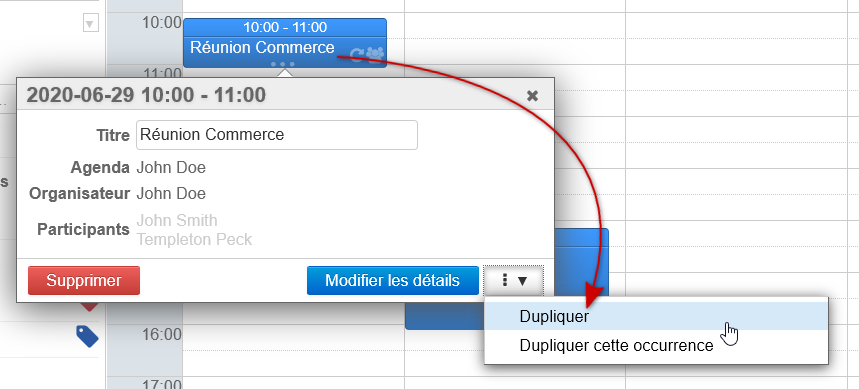 10:00
10:00 - 11:00
Réunion Commerce
11:00
2020-06-29 10:00 - 11:00
Titre Réunion Commerce
Agenda John Doe
s
Organisateur John Doe
Participants John Smith
Templeton Peck
Supprimer Modifier les détails
Dupliquer
16:00
Dupliquer cette occurrence
17:00